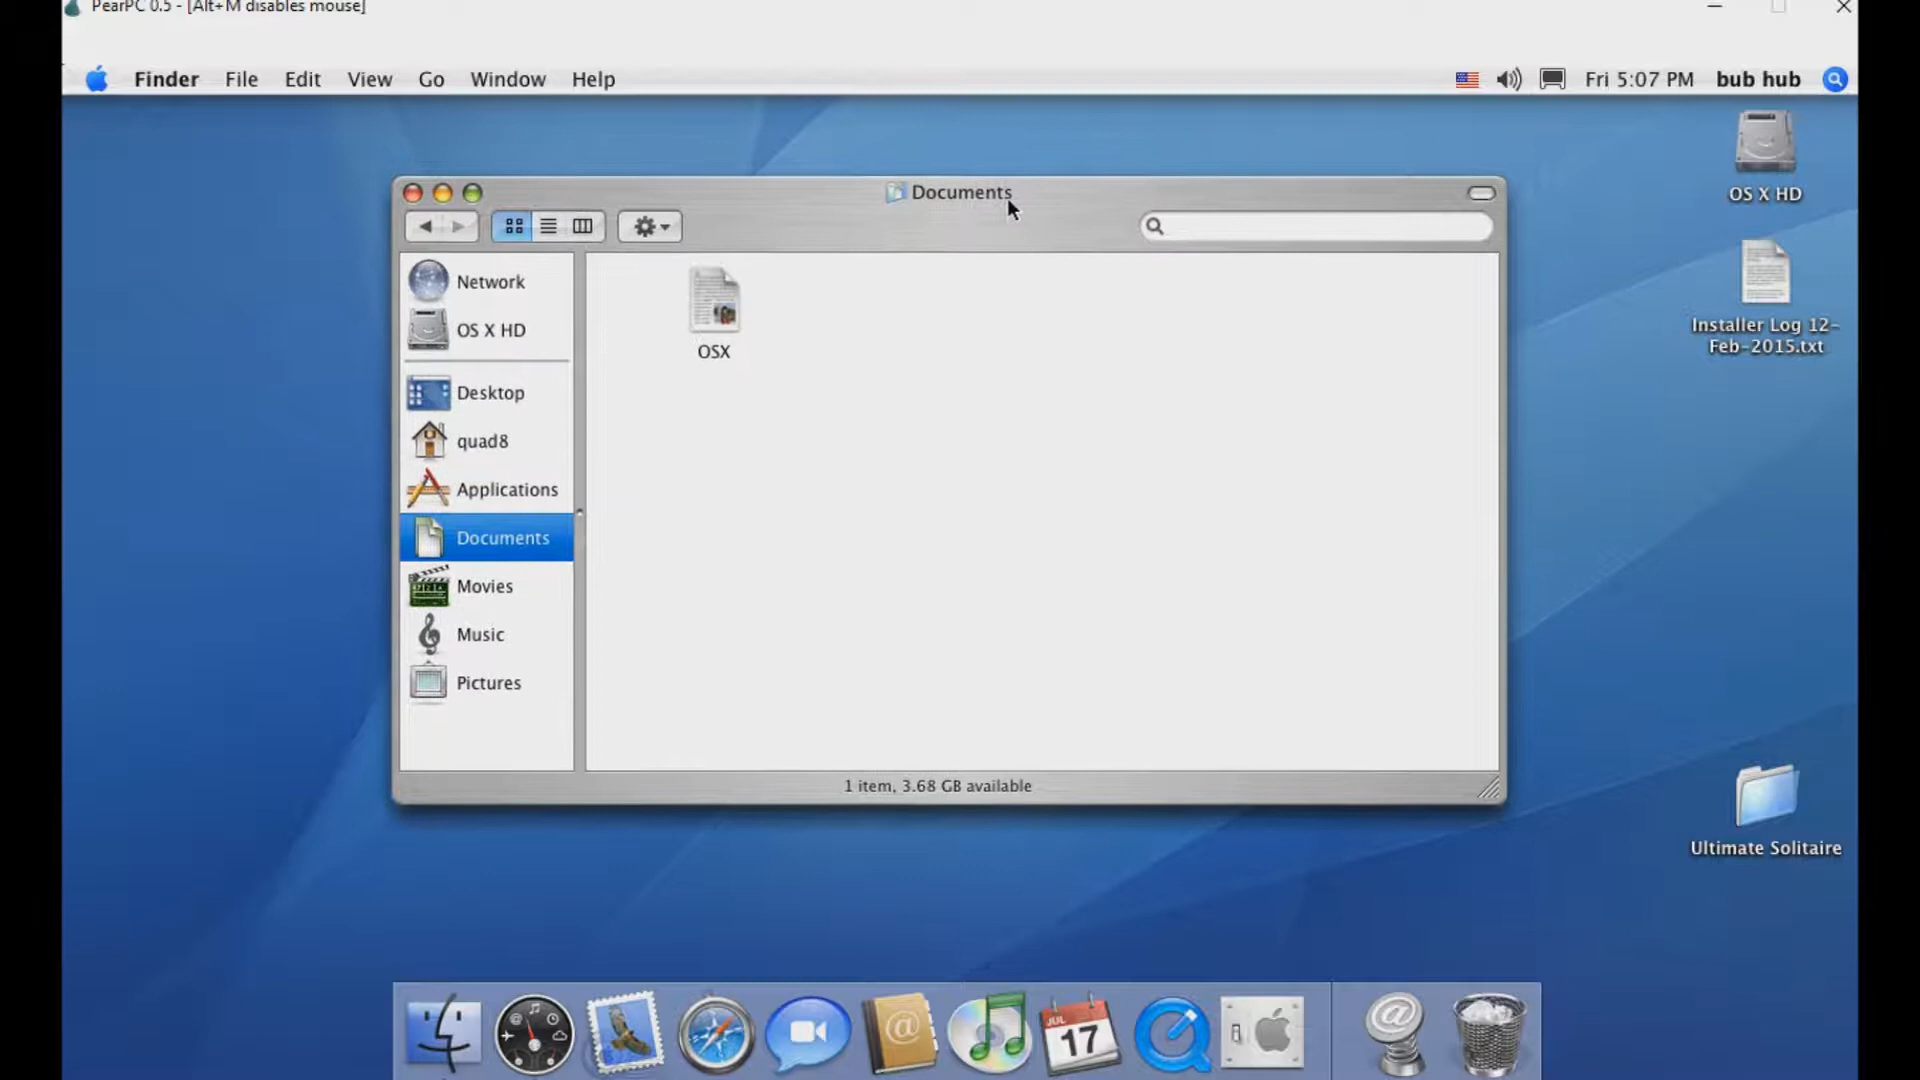 PearPC 0.5 - [Alt+M disables mouse]
Finder File Edit View Go Window Help Fri 5:07 PM bub hub
OS X HD
Documents
Network
OS X HD
Desktop
quad8
Applications
Documents
Movies
Music
Pictures
OSX
1 item, 3.68 GB available
Installer Log 12-
Feb-2015.txt
Ultimate Solitaire
JUL
17